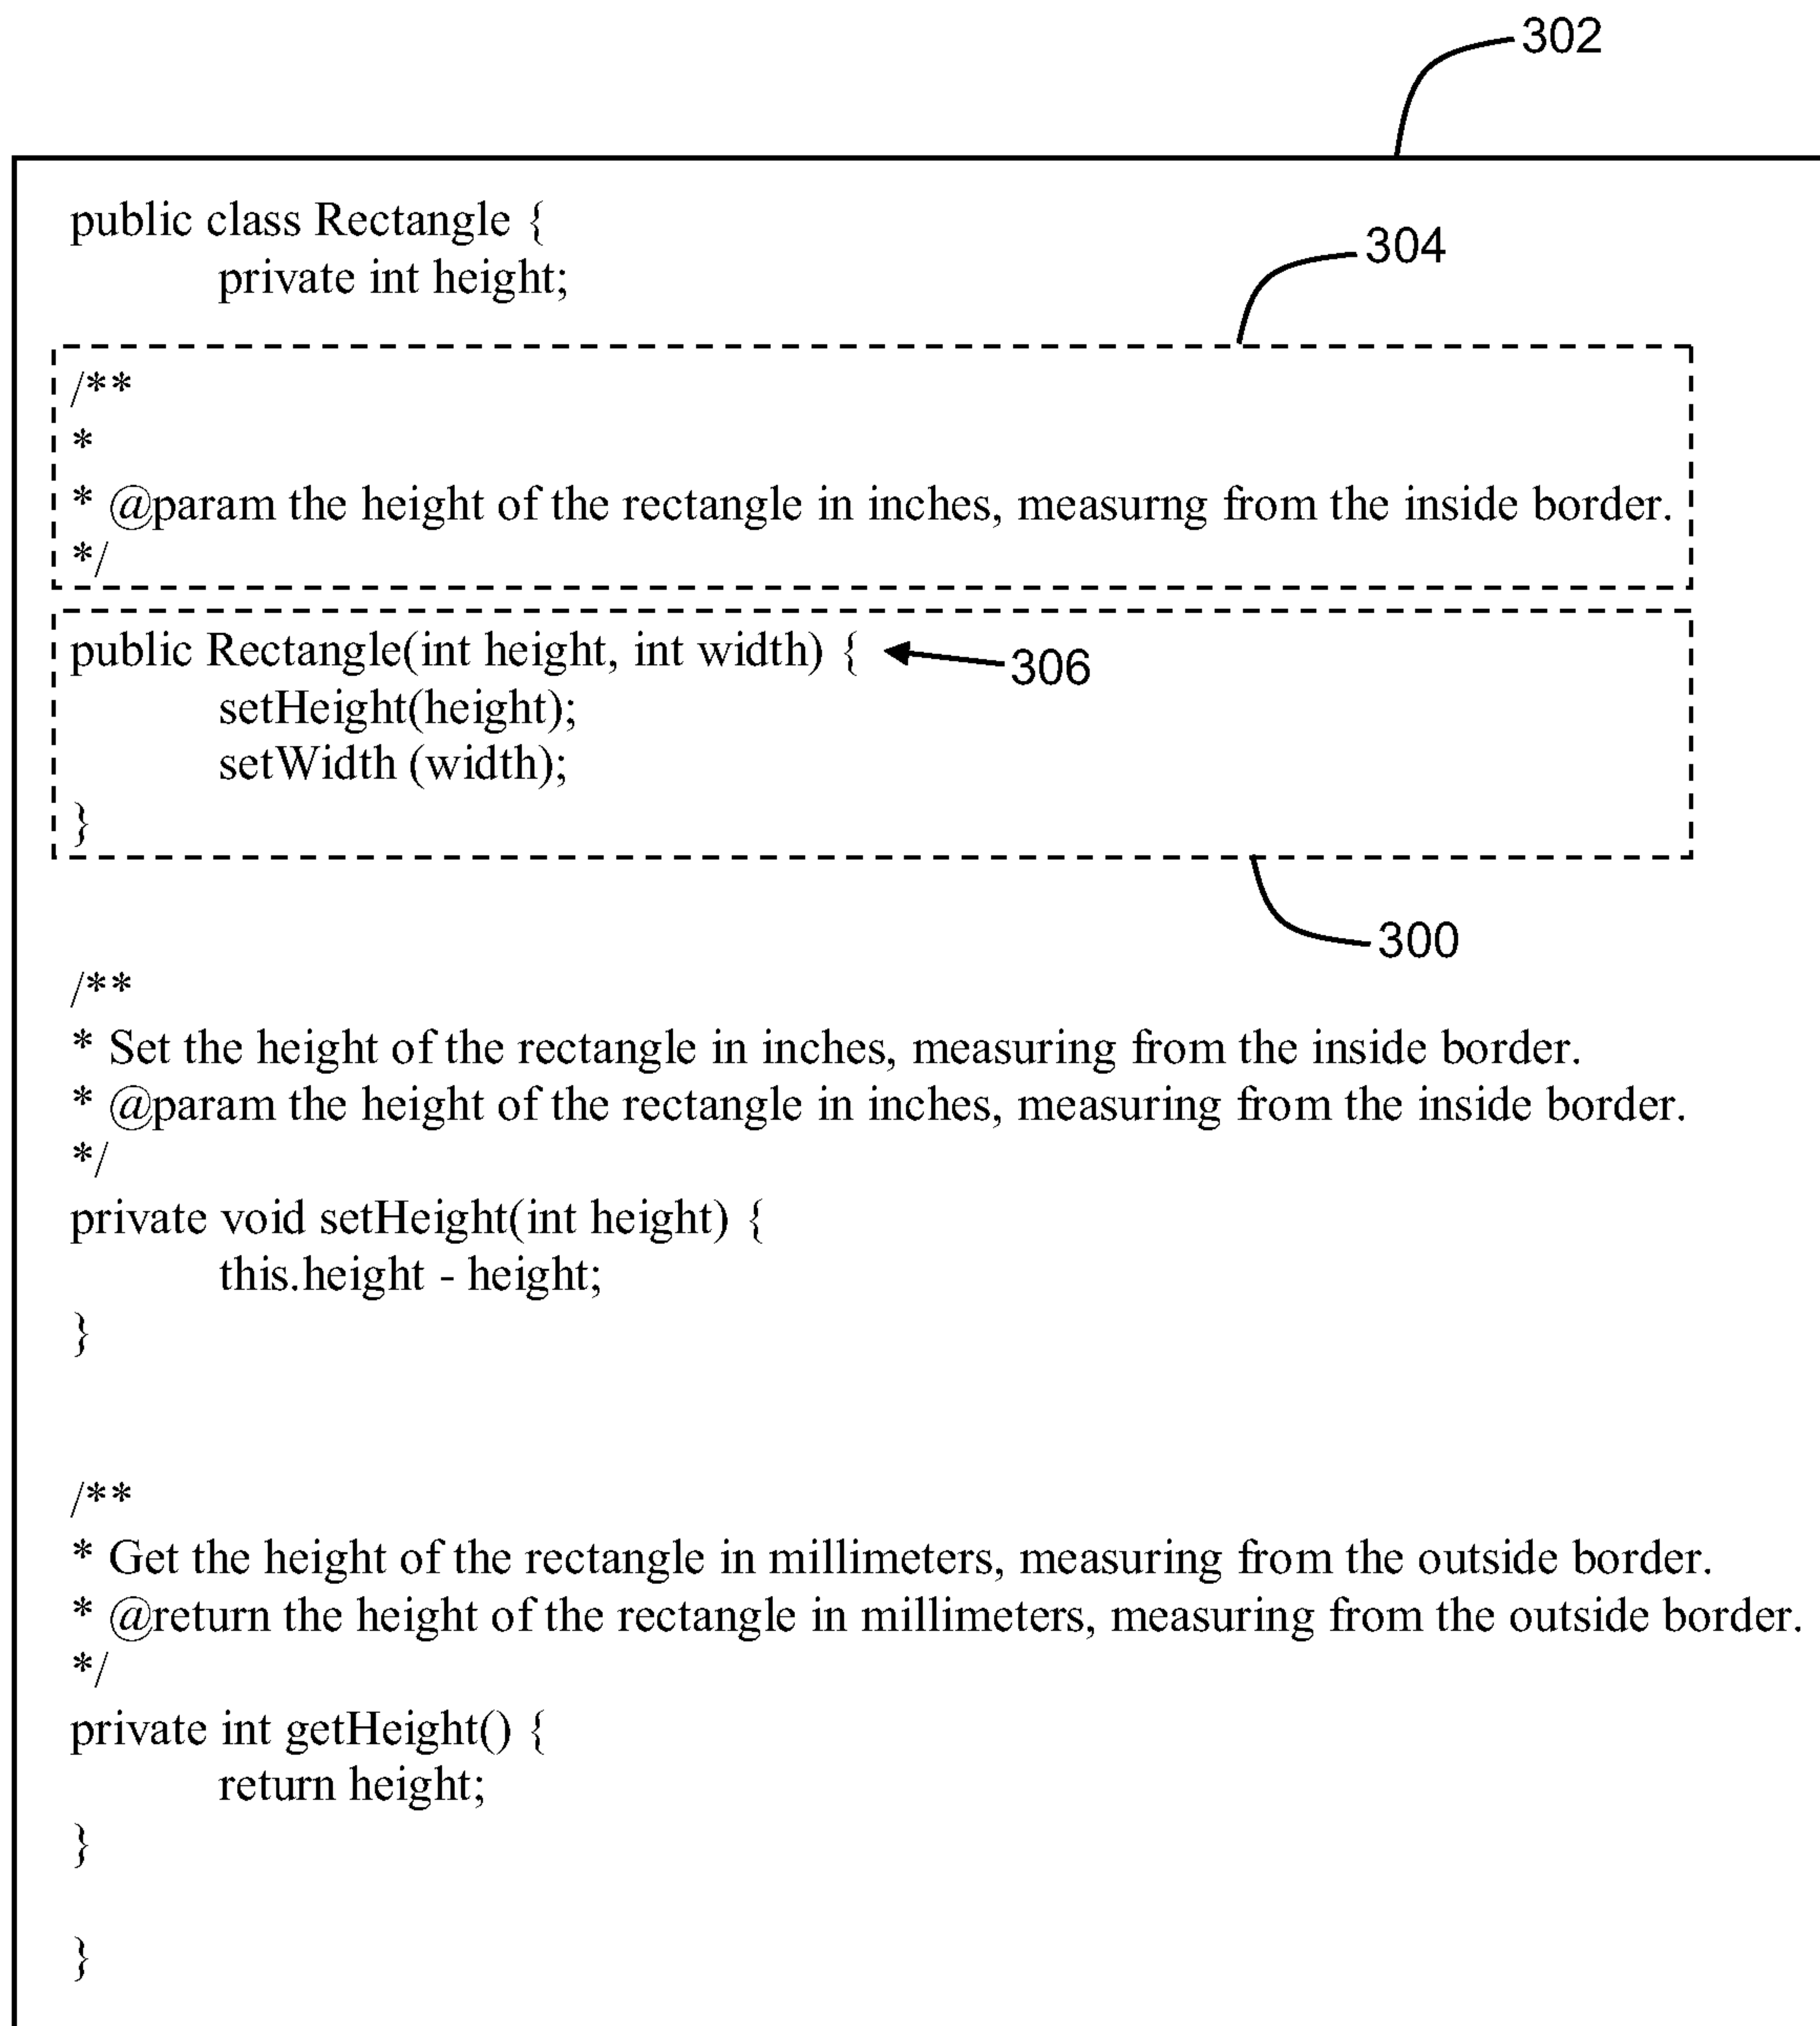 302
public class Rectangle {
private int height;
304
/**
*
* @param the height of the rectangle in inches, measurng from the inside border.
*/
public Rectangle(int height, int width) { 306
setHeight(height);
setWidth (width);
}
300
/**
* Set the height of the rectangle in inches, measuring from the inside border.
* @param the height of the rectangle in inches, measuring from the inside border.
*/
private void setHeight(int height) {
this.height - height;
}
/**
* Get the height of the rectangle in millimeters, measuring from the outside border.
* @return the height of the rectangle in millimeters, measuring from the outside border.
*/
private int getHeight() {
return height;
}
}